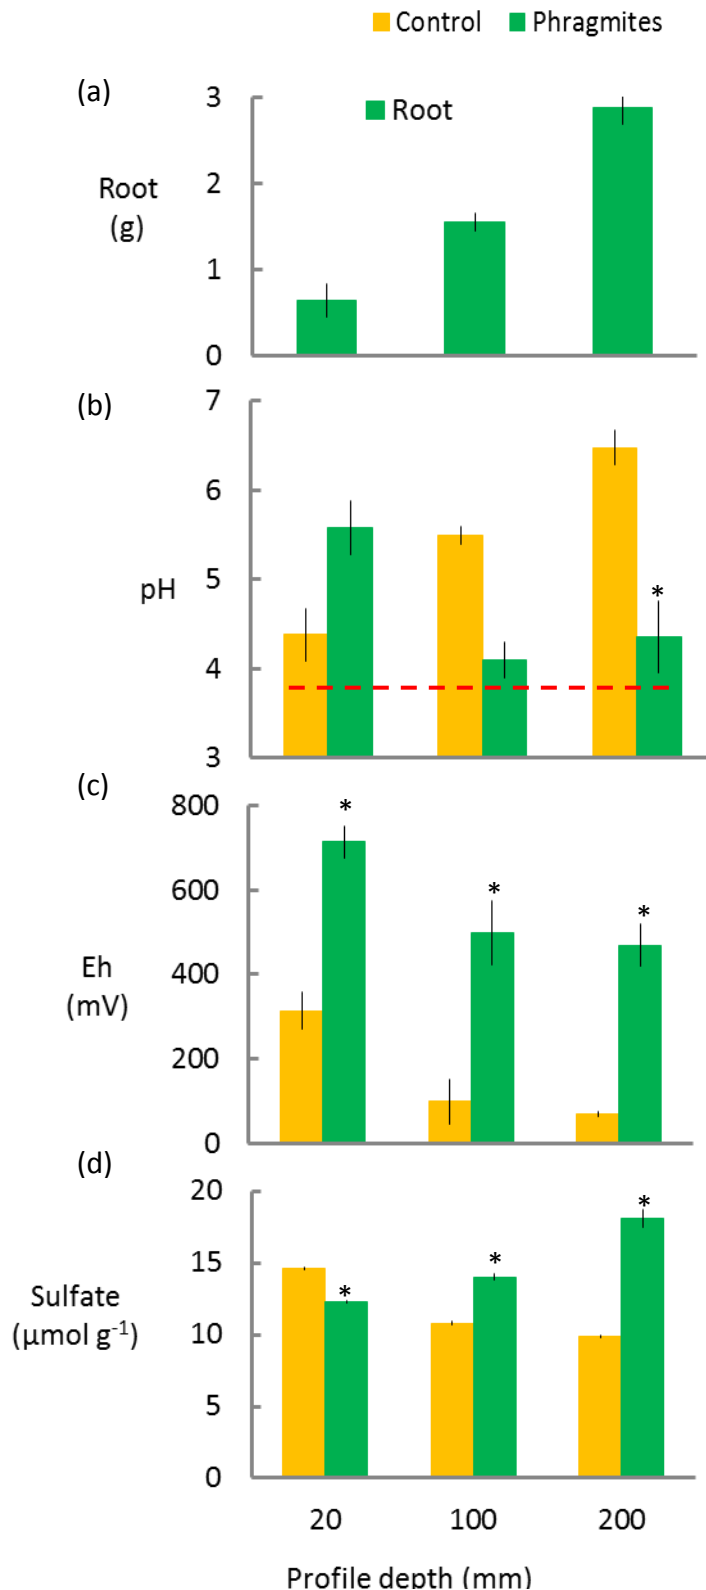 Control Phragmites
(a)
Root
Root
(g)
3
2
1
0
(b)
pH
7
6
5
4
3
*
(c)
Eh
(mV)
800
600
400
200
0
*
*
*
(d)
Sulfate
(µmol g⁻¹)
20
15
10
5
0
*
*
*
20 100 200
Profile depth (mm)